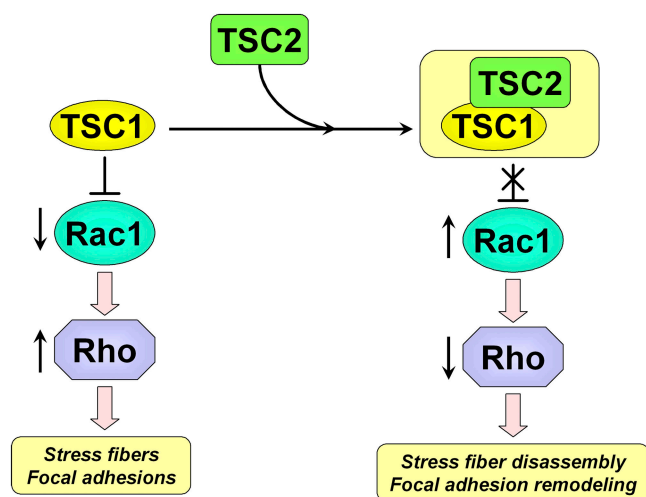 TSC2
TSC2
TSC1
TSC1
Rac1
Rac1
Rho
Rho
Stress fibers
Focal adhesions
Stress fiber disassembly
Focal adhesion remodeling